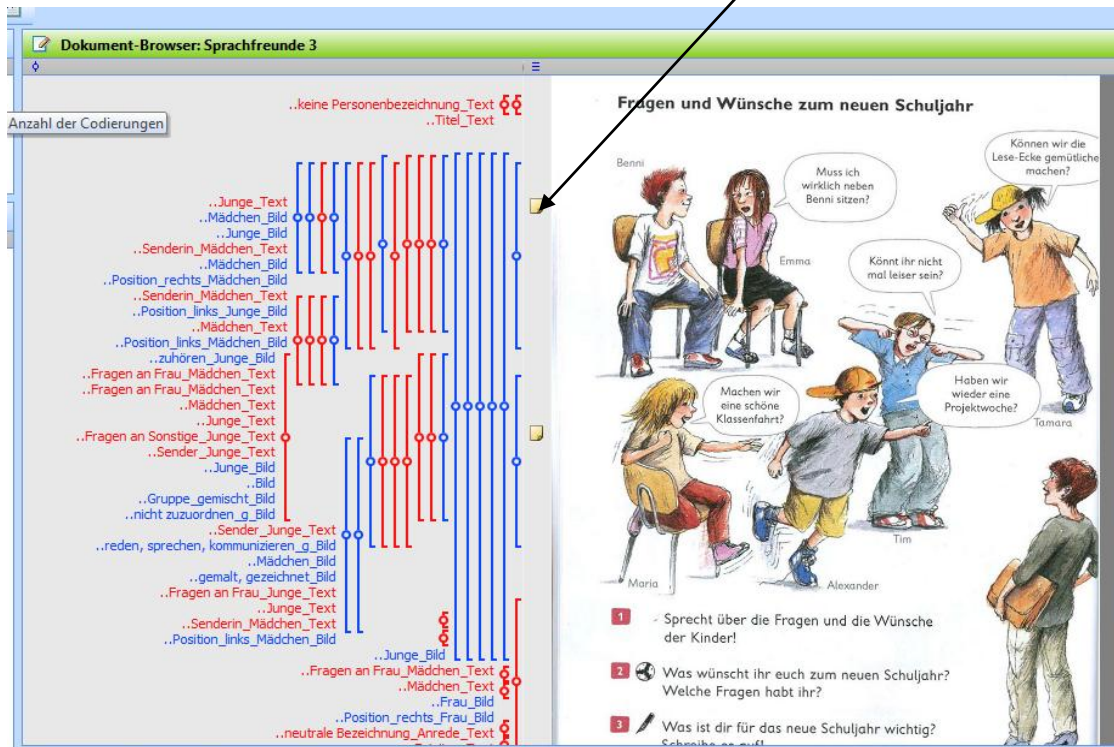 Dokument-Browser: Sprachfreunde 3
Anzahl der Codierungen
..keine Personenbezeichnung_Text
..Titel_Text
..Junge_Text
..Mädchen_Bild
..Junge_Bild
..Senderin_Mädchen_Text
..Mädchen_Bild
..Position_rechts_Mädchen_Bild
..Senderin_Mädchen_Text
..Position_links_Junge_Bild
..Mädchen_Text
..Position_links_Mädchen_Bild
..zuhören_Junge_Bild
..Fragen an Frau_Mädchen_Text
..Fragen an Frau_Mädchen_Text
..Mädchen_Text
..Junge_Text
..Fragen an Sonstige_Junge_Text
..Sender_Junge_Text
..Junge_Bild
..Bild
..Gruppe_gemischt_Bild
..nicht zuzuordnen_g_Bild
..Sender_Junge_Text
..reden, sprechen, kommunizieren_g_Bild
..Mädchen_Bild
..gemalt, gezeichnet_Bild
..Fragen an Frau_Junge_Text
..Junge_Text
..Senderin_Mädchen_Text
..Position_links_Mädchen_Bild
..Junge_Bild
..Fragen an Frau_Mädchen_Text
..Mädchen_Text
..Frau_Bild
..Position_rechts_Frau_Bild
..neutrale Bezeichnung_Anrede_Text
Fragen und Wünsche zum neuen Schuljahr
Benni
Muss ich
wirklich neben
Benni sitzen?
Emma
Können wir die
Lese-Ecke gemütliche
machen?
Könnt ihr nicht
mal leiser sein?
Tamara
Machen wir
eine schöne
Klassenfahrt?
Haben wir
wieder eine
Projektwoche?
Tim
Maria
Alexander
1 Sprecht über die Fragen und die Wünsche
der Kinder!
2 Was wünscht ihr euch zum neuen Schuljahr?
Welche Fragen habt ihr?
3 Was ist dir für das neue Schuljahr wichtig?